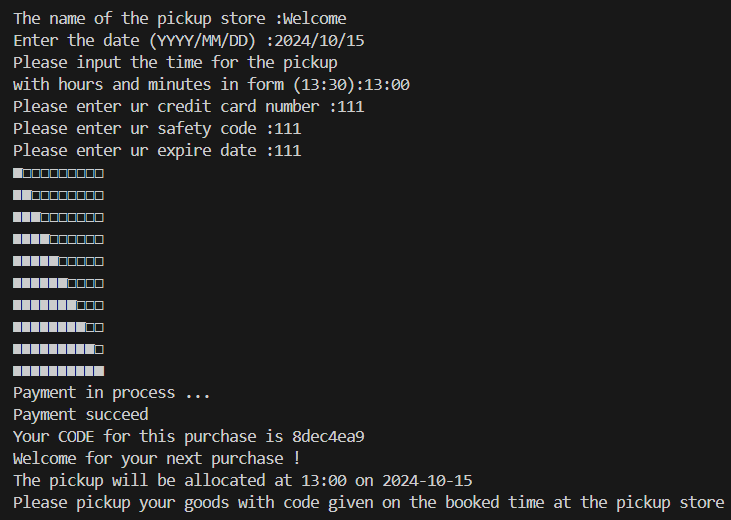 The name of the pickup store :Welcome
Enter the date (YYYY/MM/DD) :2024/10/15
Please input the time for the pickup
with hours and minutes in form (13:30):13:00
Please enter ur credit card number :111
Please enter ur safety code :111
Please enter ur expire date :111
■□□□□□□□□□
■■□□□□□□□□
■■■□□□□□□□
■■■■□□□□□□
■■■■■□□□□□
■■■■■■□□□□
■■■■■■■□□□
■■■■■■■■□□
■■■■■■■■■□
■■■■■■■■■■
Payment in process ...
Payment succeed
Your CODE for this purchase is 8dec4ea9
Welcome for your next purchase !
The pickup will be allocated at 13:00 on 2024-10-15
Please pickup your goods with code given on the booked time at the pickup store